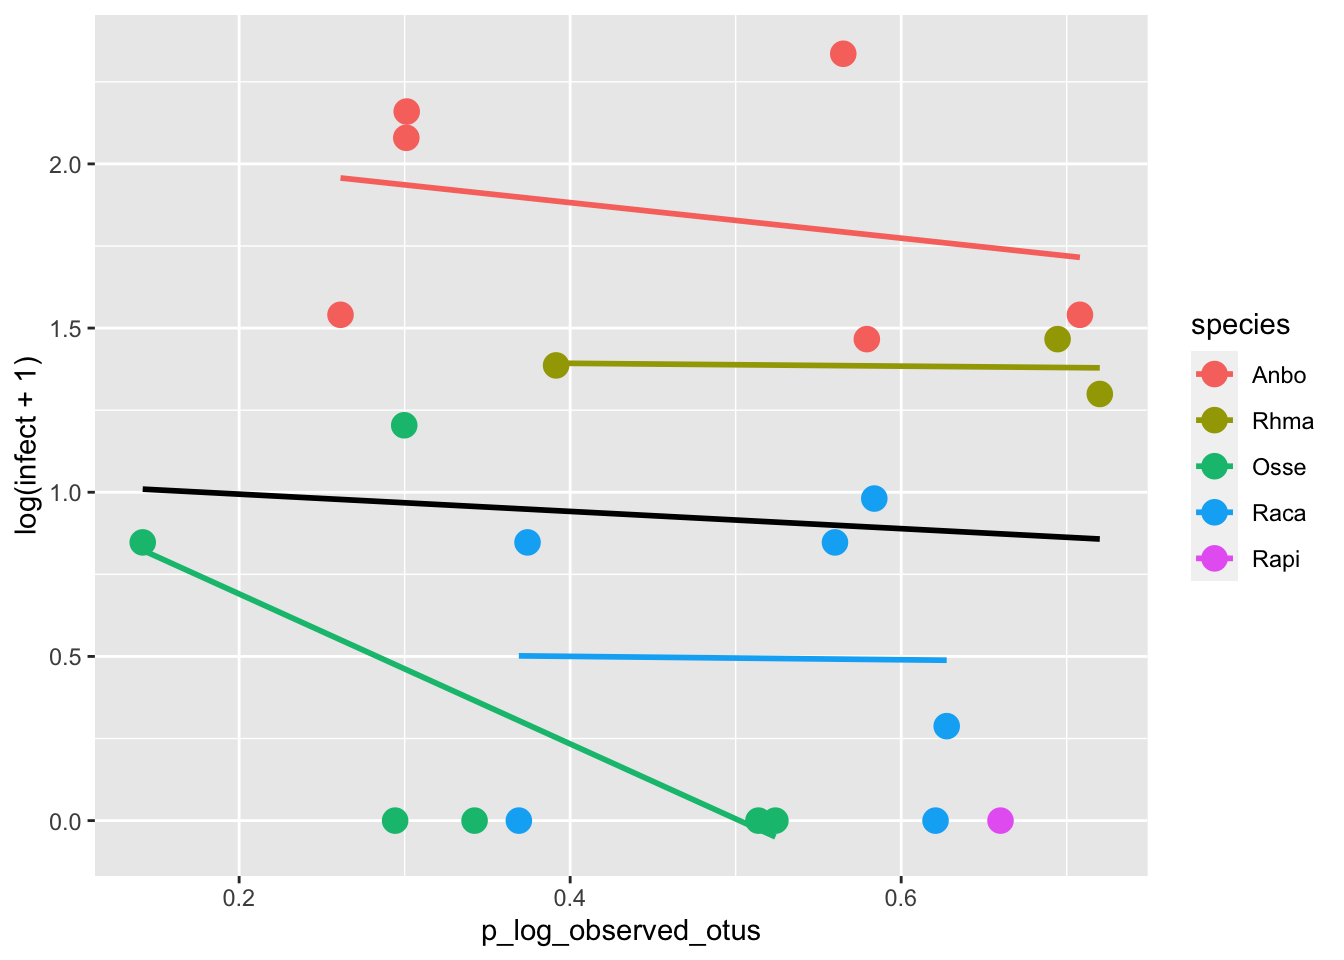 log(infect + 1)
2.0
1.5
1.0
0.5
0.0
0.2 0.4 0.6
p_log_observed_otus
species
Anbo
Rhma
Osse
Raca
Rapi